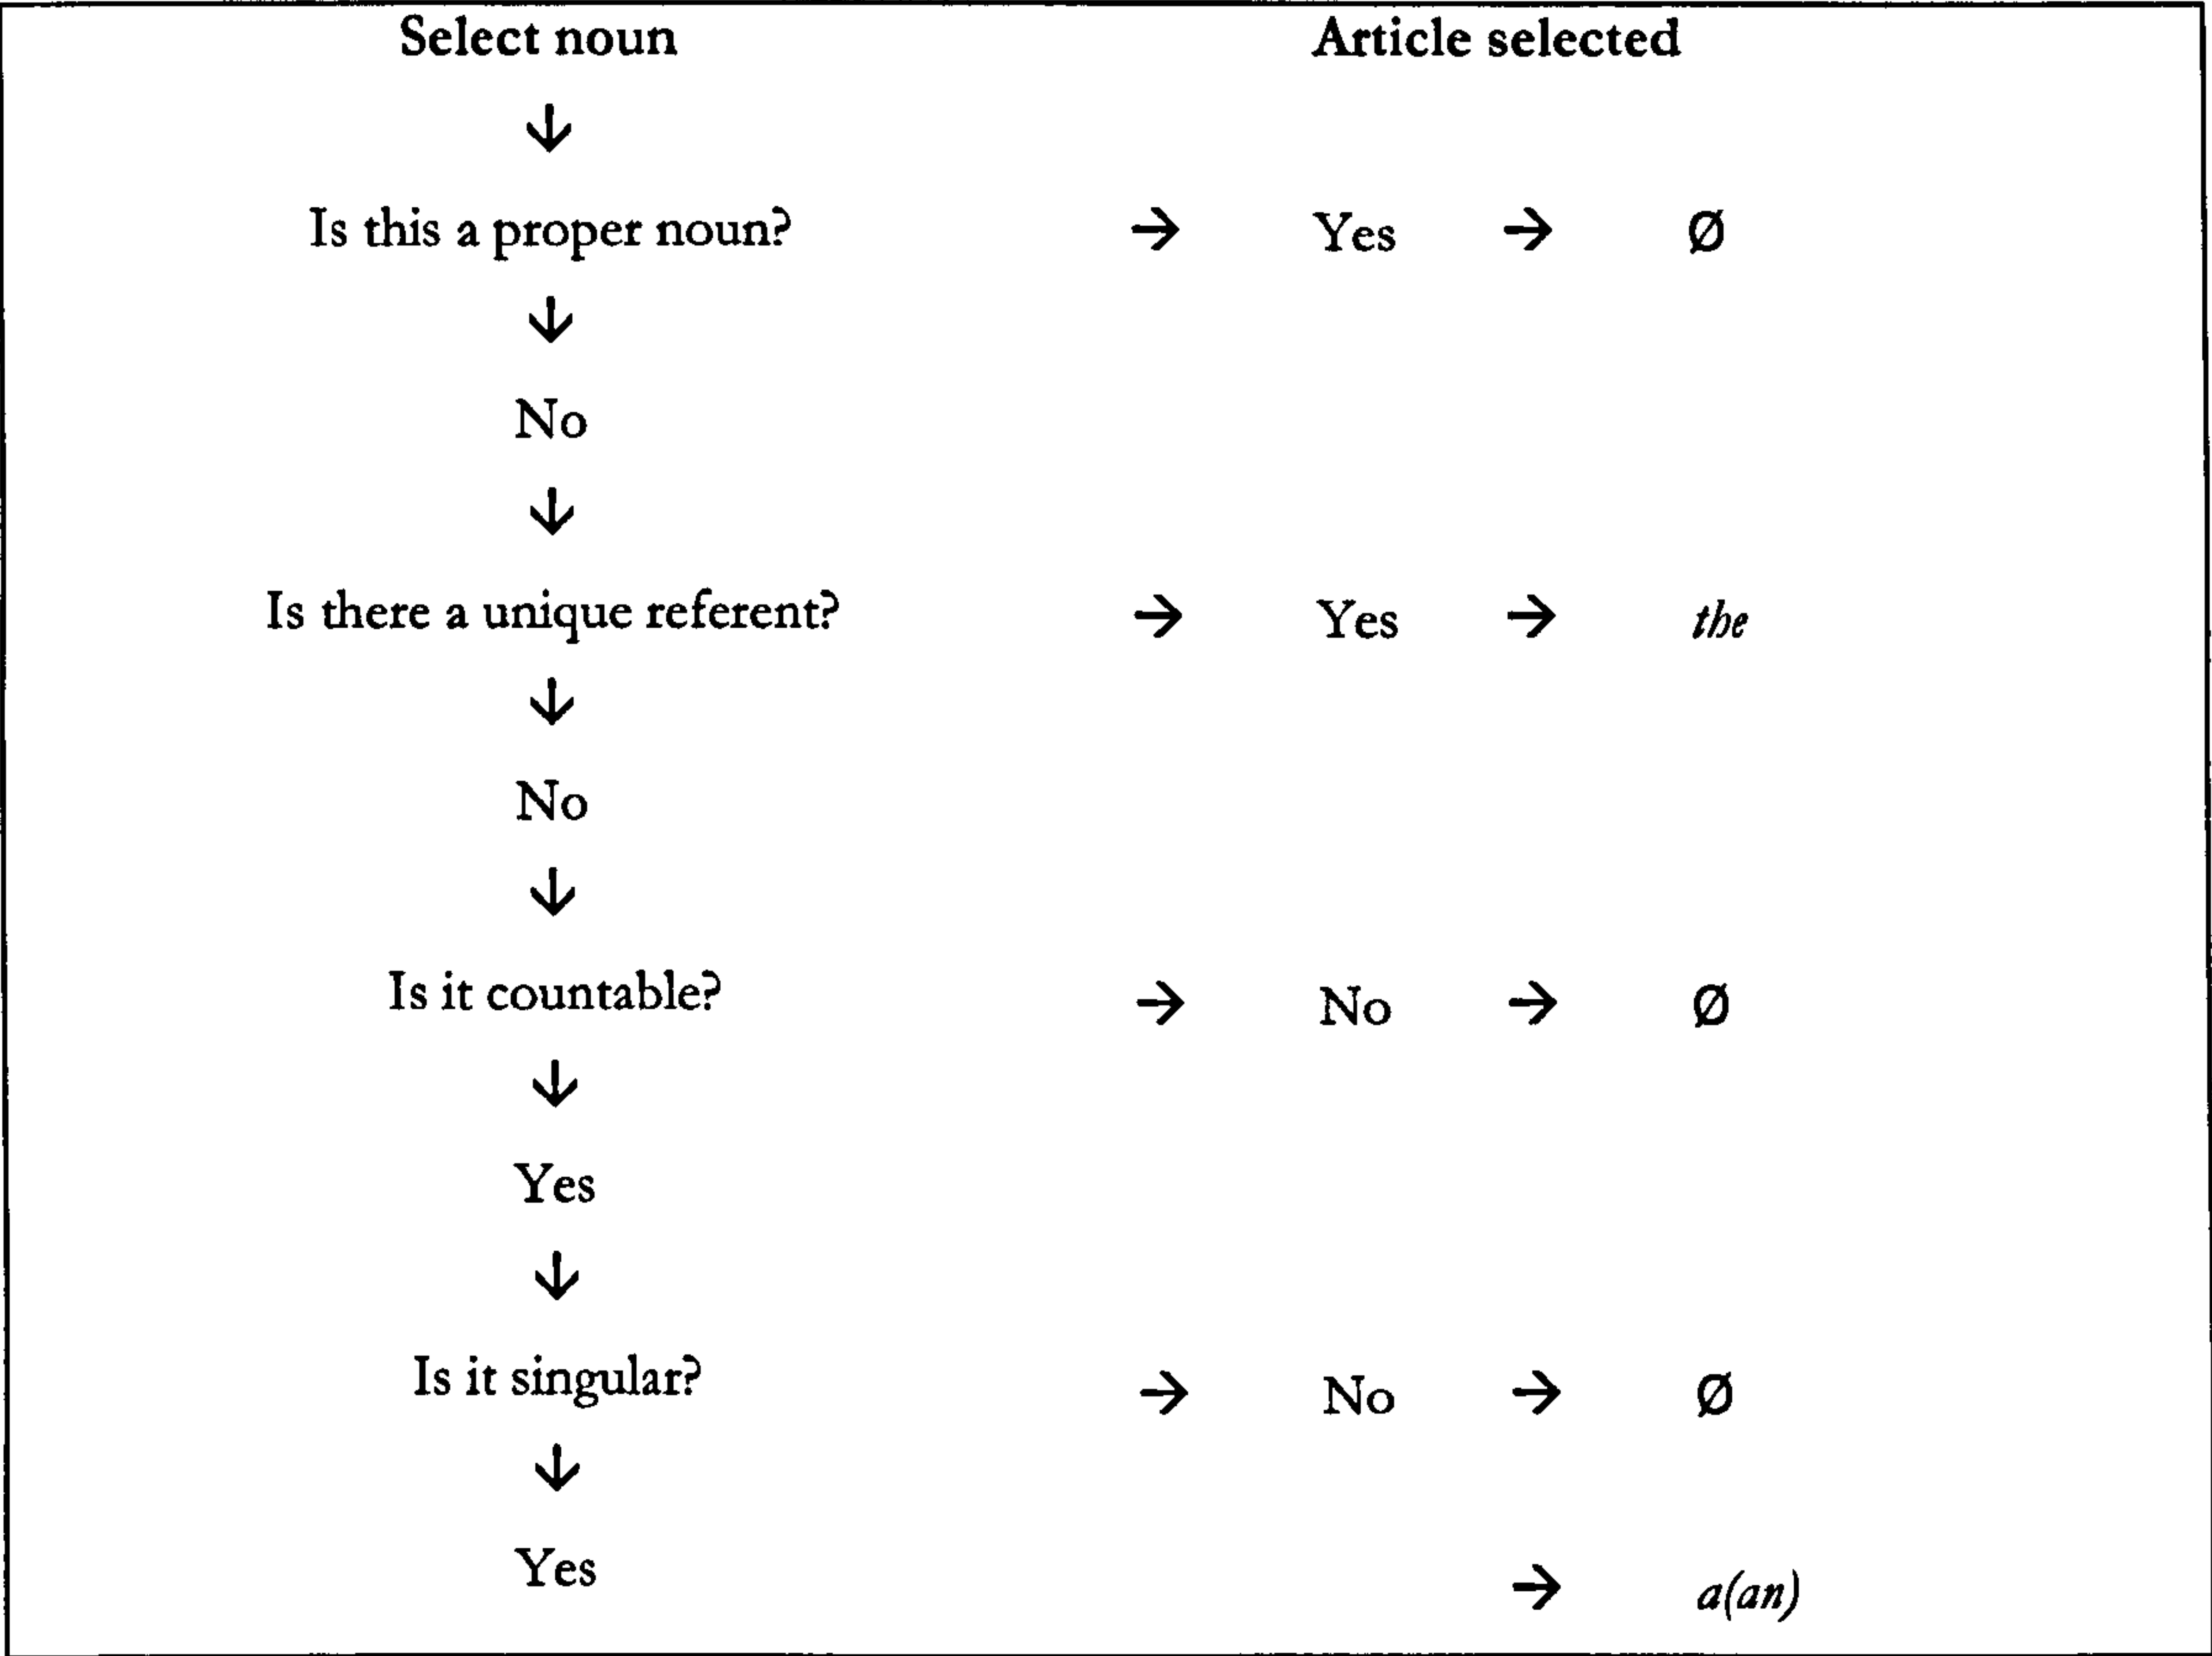 Select noun Article selected
↓
Is this a proper noun? → Yes → Ø
↓
No
↓
Is there a unique referent? → Yes → the
↓
No
↓
Is it countable? → No → Ø
↓
Yes
↓
Is it singular? → No → Ø
↓
Yes → a(an)